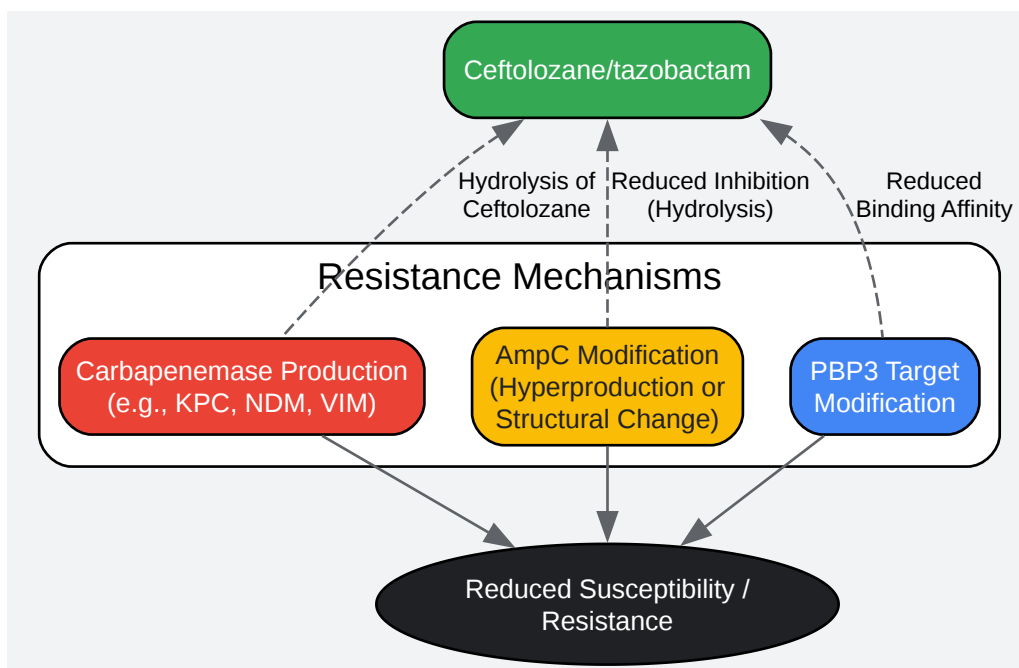 Ceftolozane/tazobactam
Hydrolysis of
Ceftolozane
Reduced Inhibition
(Hydrolysis)
Reduced
Binding Affinity
Resistance Mechanisms
Carbapenemase Production
(e.g., KPC, NDM, VIM)
AmpC Modification
(Hyperproduction or
Structural Change)
PBP3 Target
Modification
Reduced Susceptibility /
Resistance